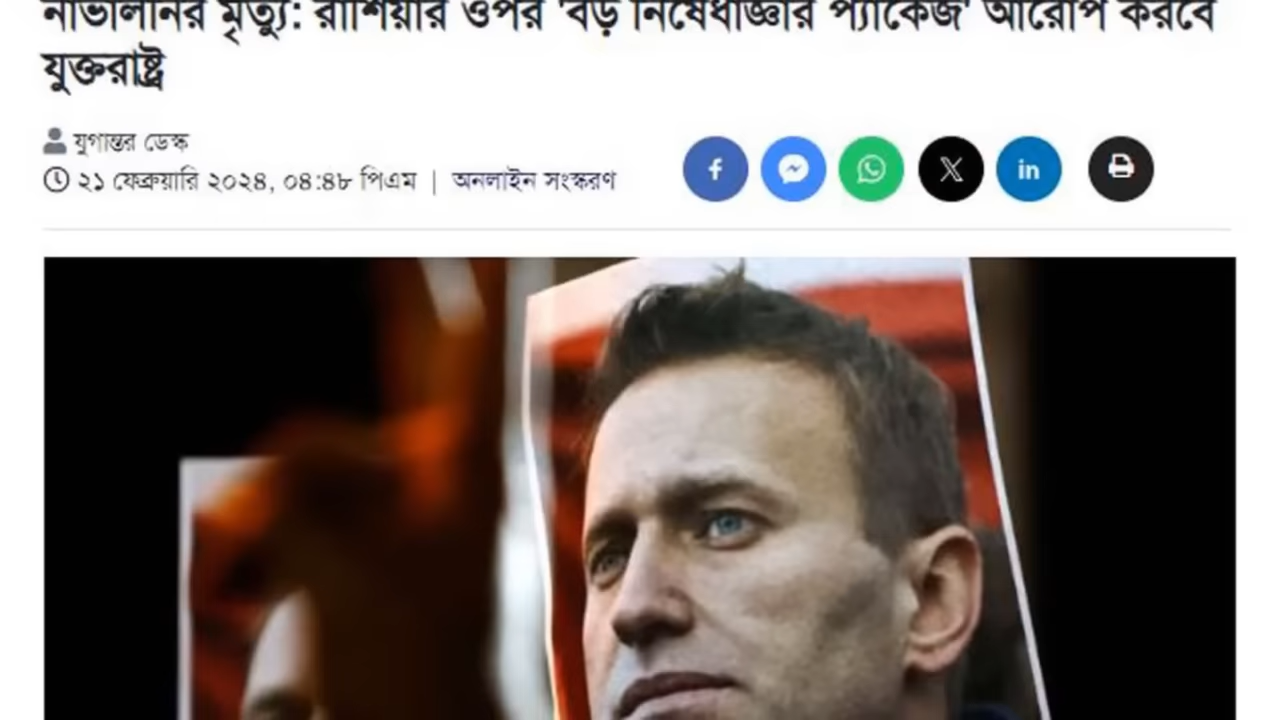 নাভালনির মৃত্যু: রাশিয়ার ওপর 'বড় নিষেধাজ্ঞার প্যাকেজ' আরোপ করবে
যুক্তরাষ্ট্র
যুগান্তর ডেস্ক
২১ ফেব্রুয়ারি ২০২৪, ০৪:৪৮ পিএম | অনলাইন সংস্করণ